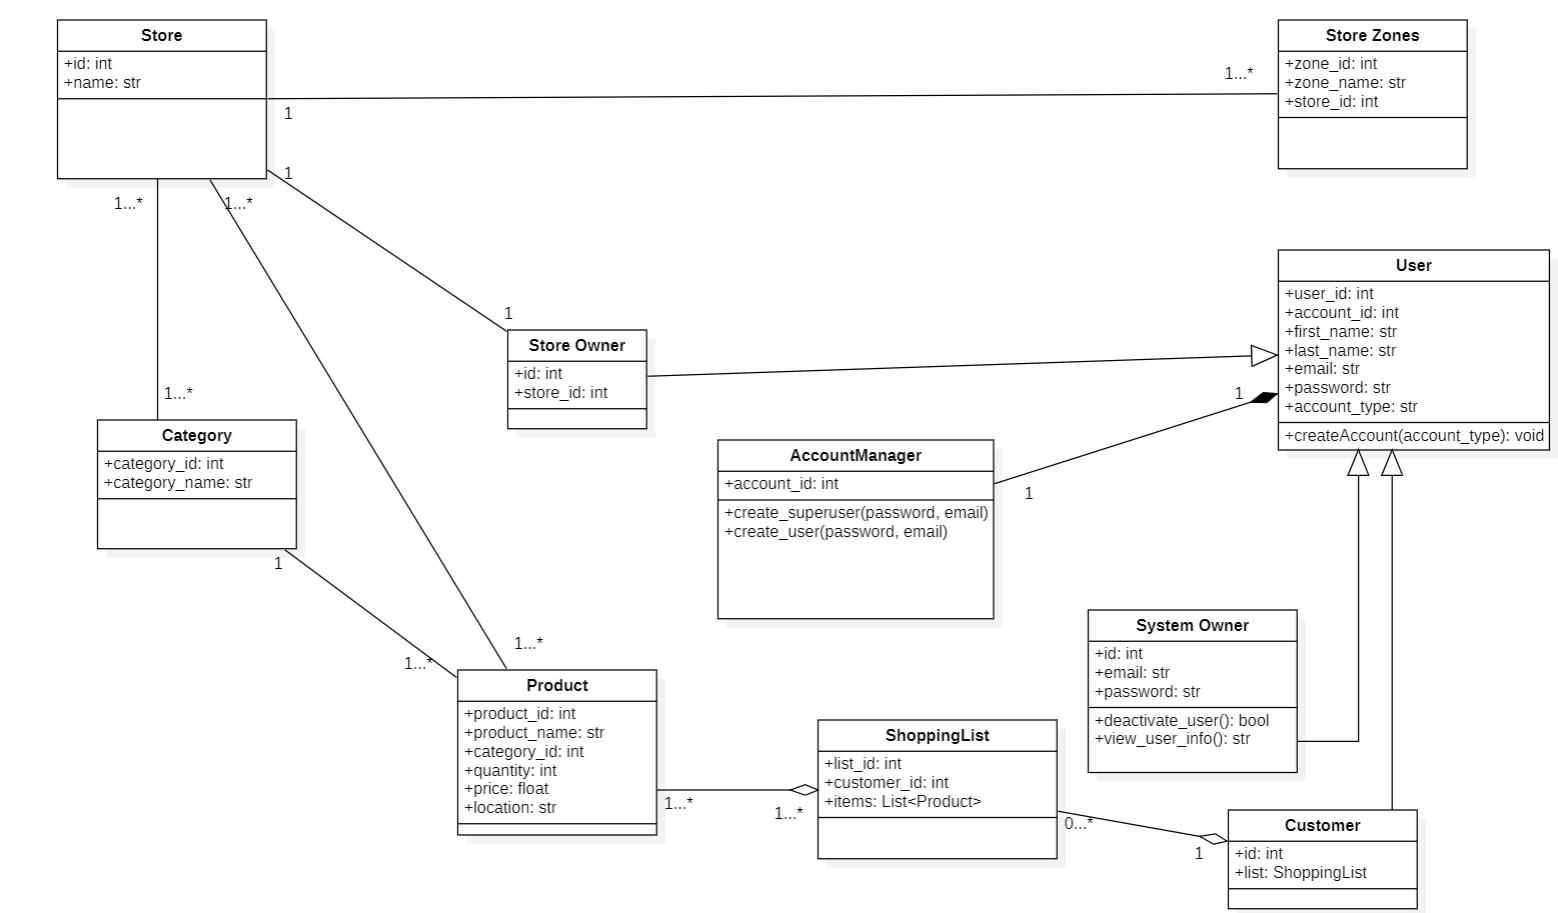 Store
+id: int
+name: str
1
1
1...*
1...*
Store Zones
+zone_id: int
+zone_name: str
+store_id: int
1...*
User
+user_id: int
+account_id: int
+first_name: str
+last_name: str
+email: str
+password: str
+account_type: str
+createAccount(account_type): void
1
1
Store Owner
+id: int
+store_id: int
1...*
Category
+category_id: int
+category_name: str
1
AccountManager
+account_id: int
+create_superuser(password, email)
+create_user(password, email)
1
System Owner
+id: int
+email: str
+password: str
+deactivate_user(): bool
+view_user_info(): str
1...*
1...*
Product
+product_id: int
+product_name: str
+category_id: int
+quantity: int
+price: float
+location: str
1...*
1...*
ShoppingList
+list_id: int
+customer_id: int
+items: List<Product>
0...*
1
Customer
+id: int
+list: ShoppingList